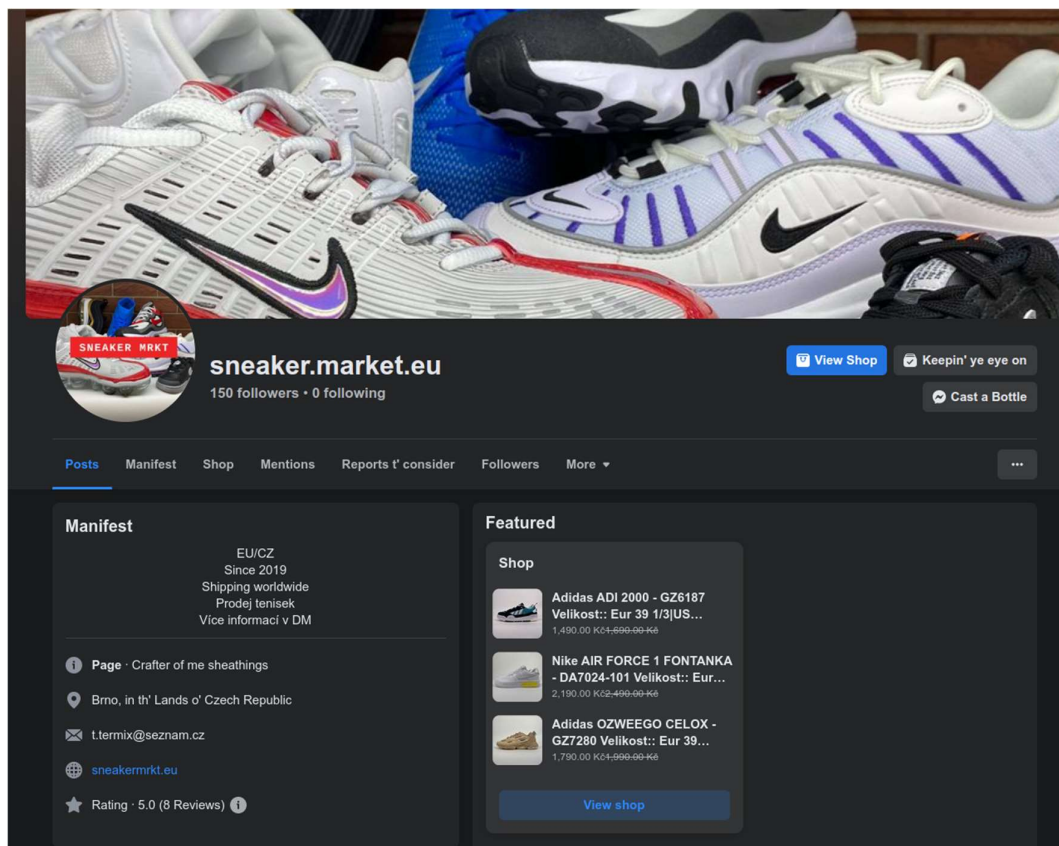 SNEAKER MRKT
sneaker.market.eu
150 followers • 0 following
View Shop
Keepin' ye eye on
Cast a Bottle
Posts
Manifest
Shop
Mentions
Reports t' consider
Followers
More
Manifest
EU/CZ
Since 2019
Shipping worldwide
Prodej tenisek
Více informací v DM
Page · Crafter of me sheathings
Brno, in th' Lands o' Czech Republic
t.termix@seznam.cz
sneakermrkt.eu
Rating · 5.0 (8 Reviews)
Featured
Shop
Adidas ADI 2000 - GZ6187
Velikost:: Eur 39 1/3|US...
1,490.00 Kč1,690.00 Kč
Nike AIR FORCE 1 FONTANKA
- DA7024-101 Velikost:: Eur...
2,190.00 Kč2,490.00 Kč
Adidas OZWEEGO CELOX -
GZ7280 Velikost:: Eur 39...
1,790.00 Kč1,990.00 Kč
View shop